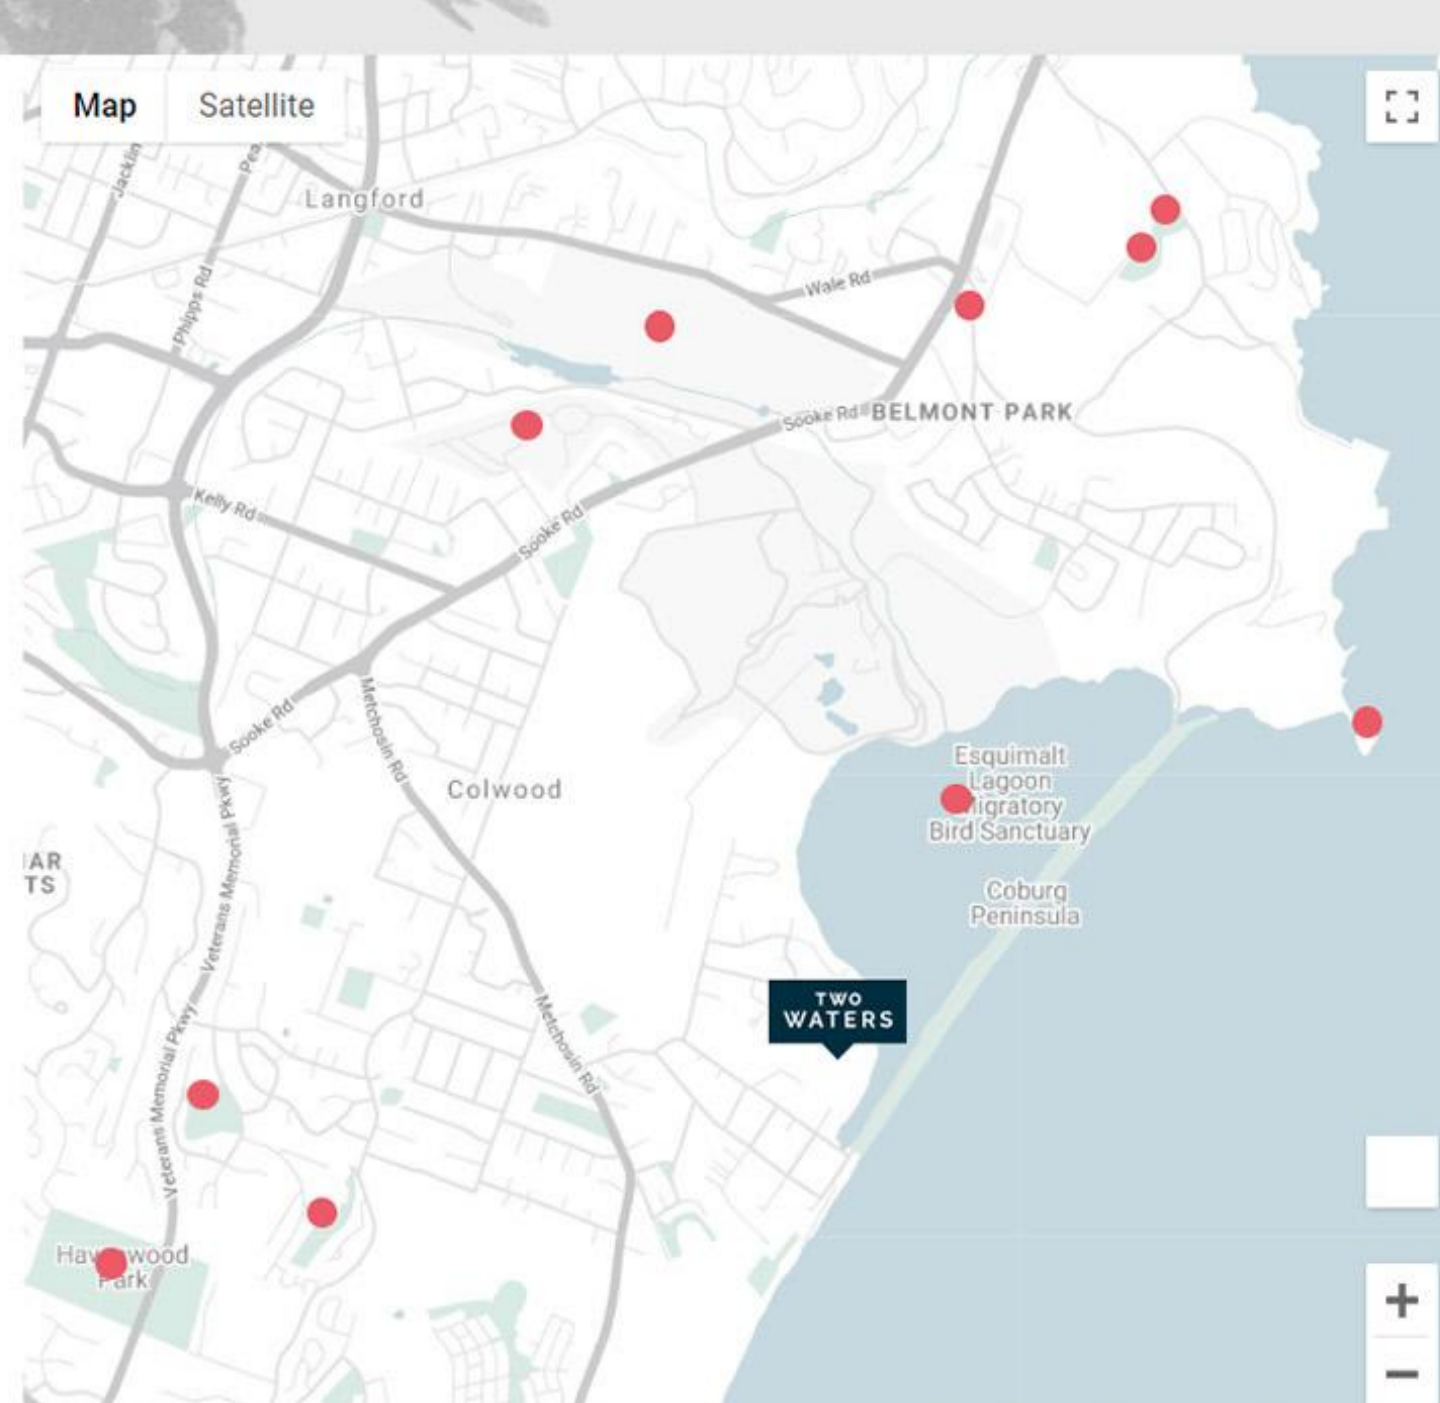 Map
Satellite
Jacklin
Langford
Phipps Rd
Wale Rd
Sooke Rd
BELMONT PARK
Kelly Rd
Sooke Rd
Sooke Rd
Metchosin Rd
Colwood
Esquimalt
Lagoon
Bird Sanctuary
Veterans Memorial Pkwy
Coburg
Peninsula
TWO
WATERS
Metchosin Rd
Veterans Memorial Pkwy
Park